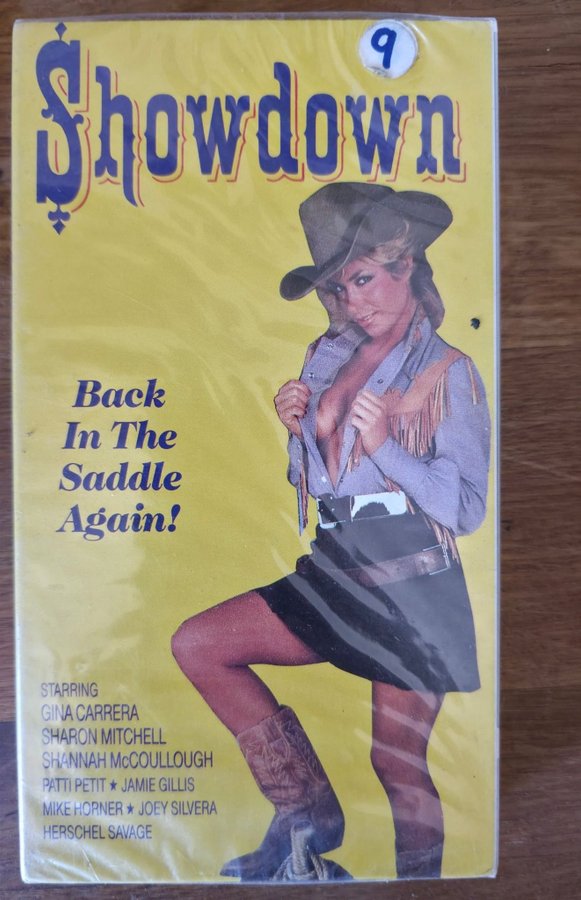 9
Showdown
Back
In The
Saddle
Again!
STARRING
GINA CARRERA
SHARON MITCHELL
SHANNAH McCOULLOUGH
PATTI PETIT ★ JAMIE GILLIS
MIKE HORNER ★ JOEY SILVERA
HERSCHEL SAVAGE